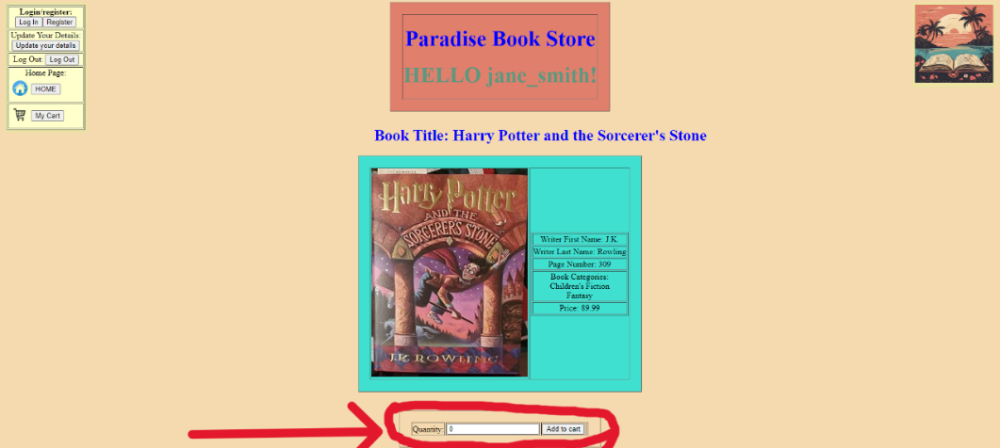 Login/register:
Log In Register
Update Your Details:
Update your details
Log Out: Log Out
Home Page:
HOME
My Cart
Paradise Book Store
HELLO jane_smith!
Book Title: Harry Potter and the Sorcerer's Stone
Harry Potter
AND THE
SORCERER'S STONE
J.K. ROWLING
Writer First Name: J.K.
Writer Last Name: Rowling
Page Number: 309
Book Categories:
Children's Fiction
Fantasy
Price: 89.99
Quantity: 0 Add to cart